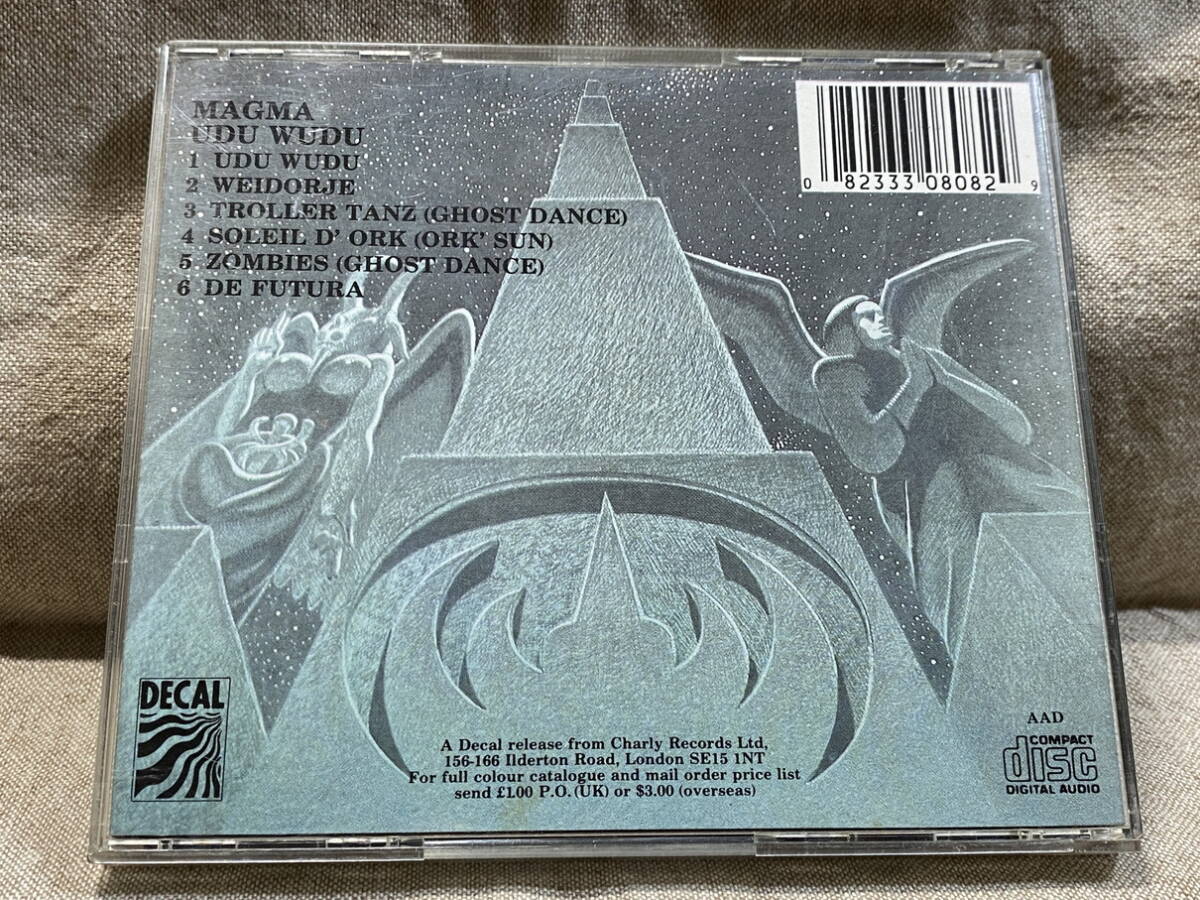 MAGMA
UDU WUDU
1 UDU WUDU
2 WEIDORJE
3 TROLLER TANZ (GHOST DANCE)
4 SOLEIL D' ORK (ORK' SUN)
5 ZOMBIES (GHOST DANCE)
6 DE FUTURA
0 82333 08082 9
DECAL
A Decal release from Charly Records Ltd,
156-166 Ilderton Road, London SE15 1NT
For full colour catalogue and mail order price list
send £1.00 P.O. (UK) or $3.00 (overseas)
AAD
COMPACT
disc
DIGITAL AUDIO